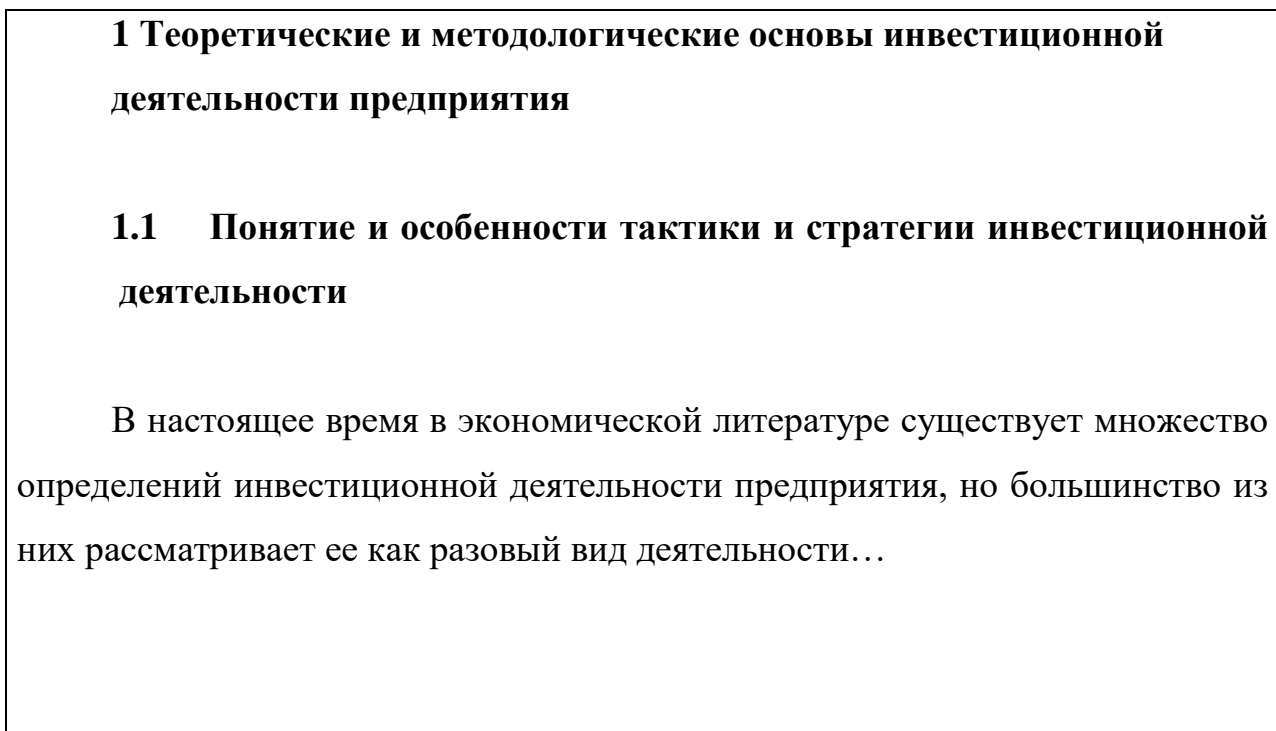 1 Теоретические и методологические основы инвестиционной
деятельности предприятия
1.1 Понятие и особенности тактики и стратегии инвестиционной
деятельности
В настоящее время в экономической литературе существует множество
определений инвестиционной деятельности предприятия, но большинство из
них рассматривает ее как разовый вид деятельности…